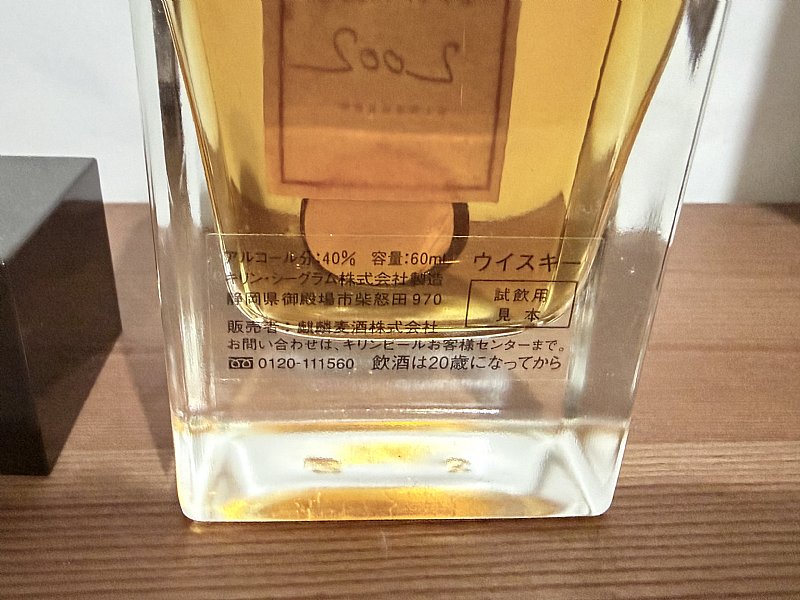 2002
アルコール分:40% 容量:60ml ウイスキー
キリン・シーグラム株式会社製造
静岡県御殿場市柴怒田970
試飲用
見本
販売者:麒麟麦酒株式会社
お問い合わせは、キリンビールお客様センターまで。
0120-111560 飲酒は20歳になってから